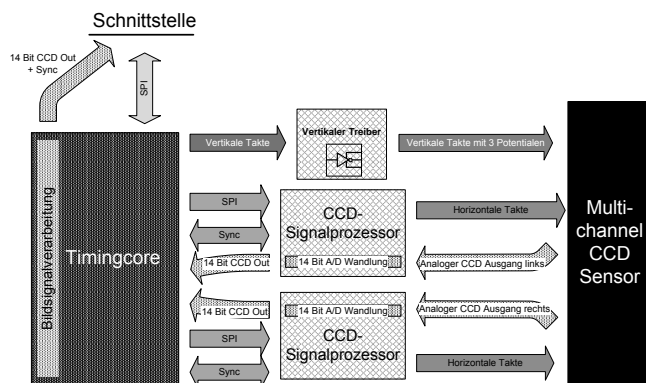 Schnittstelle
14 Bit CCD Out
+ Sync
SPI
Bildsignalverarbeitung
Timingcore
Vertikale Takte
Vertikaler Treiber
Vertikale Takte mit 3 Potentialen
SPI
Sync
14 Bit CCD Out
CCD-
Signalprozessor
14 Bit A/D Wandlung
Horizontale Takte
Analoger CCD Ausgang links
14 Bit CCD Out
SPI
Sync
14 Bit A/D Wandlung
CCD-
Signalprozessor
Analoger CCD Ausgang rechts
Horizontale Takte
Multi-
channel
CCD
Sensor